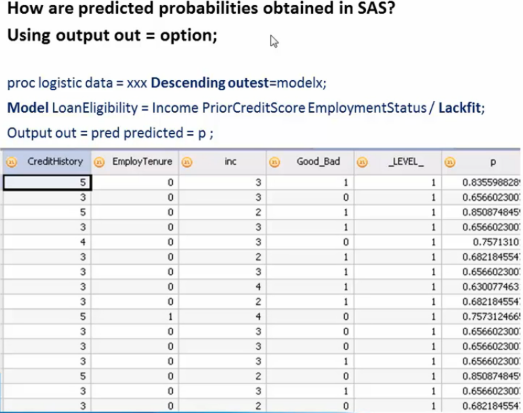 How are predicted probabilities obtained in SAS?
Using output out = option;
proc logistic data = xxx Descending outest=modelx;
Model LoanEligibility = Income PriorCreditScore EmploymentStatus / Lackfit;
Output out = pred predicted = p ;
CreditHistory EmployTenure inc Good_Bad _LEVEL_ p
5 0 3 1 1 0.835598828
3 0 3 0 1 0.656602300
5 0 2 1 1 0.850874845
3 0 3 1 1 0.656602300
4 0 3 0 1 0.7571310
3 0 2 1 1 0.682184554
3 0 3 1 1 0.656602300
3 0 4 1 1 0.630077463
3 0 2 1 1 0.682184554
5 1 4 0 1 0.757312466
3 0 3 0 1 0.656602300
3 0 3 0 1 0.656602300
3 0 3 1 1 0.656602300
5 0 2 0 1 0.850874845
3 0 3 1 1 0.656602300
3 0 2 0 1 0.682184554